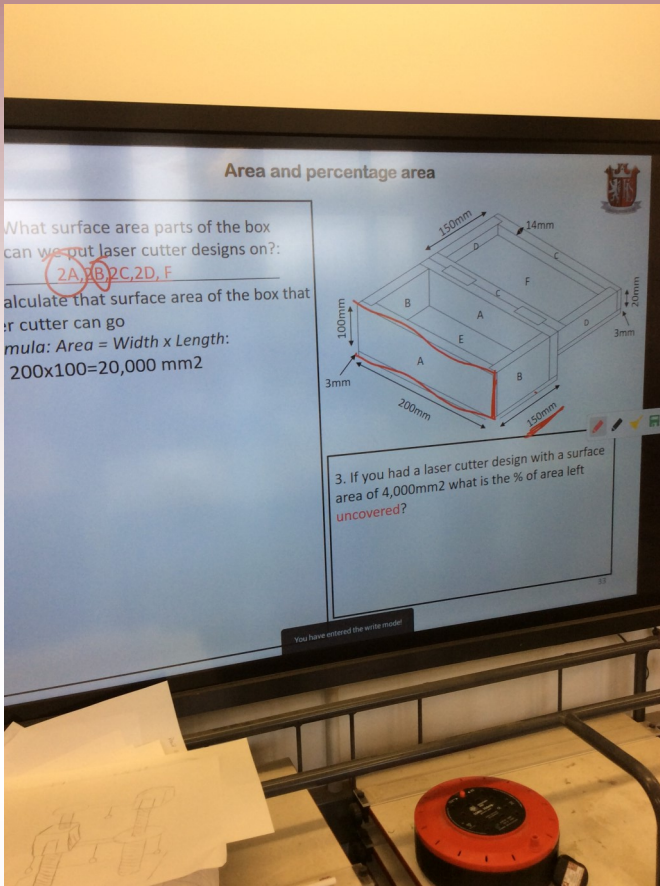 Area and percentage area
What surface area parts of the box
can we put laser cutter designs on?:
2A,2B,2C,2D, F
alculate that surface area of the box that
er cutter can go
mula: Area = Width x Length:
200x100=20,000 mm2
150mm
14mm
D
C
F
20mm
B
C
A
D
3mm
100mm
E
A
B
3mm
200mm
150mm
3. If you had a laser cutter design with a surface
area of 4,000mm2 what is the % of area left
uncovered?
You have entered the write mode!